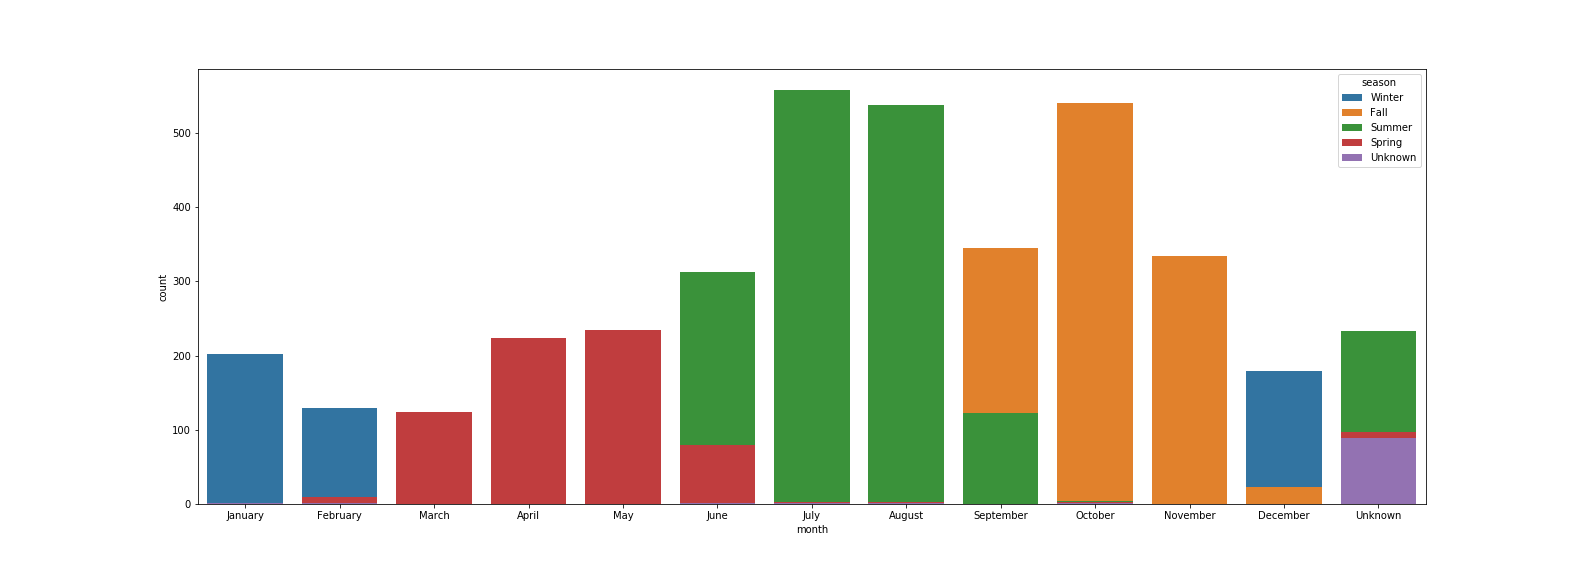 season
Winter
Fall
Summer
Spring
Unknown
500
400
300
200
100
0
count
January February March April May June July August September October November December Unknown
month